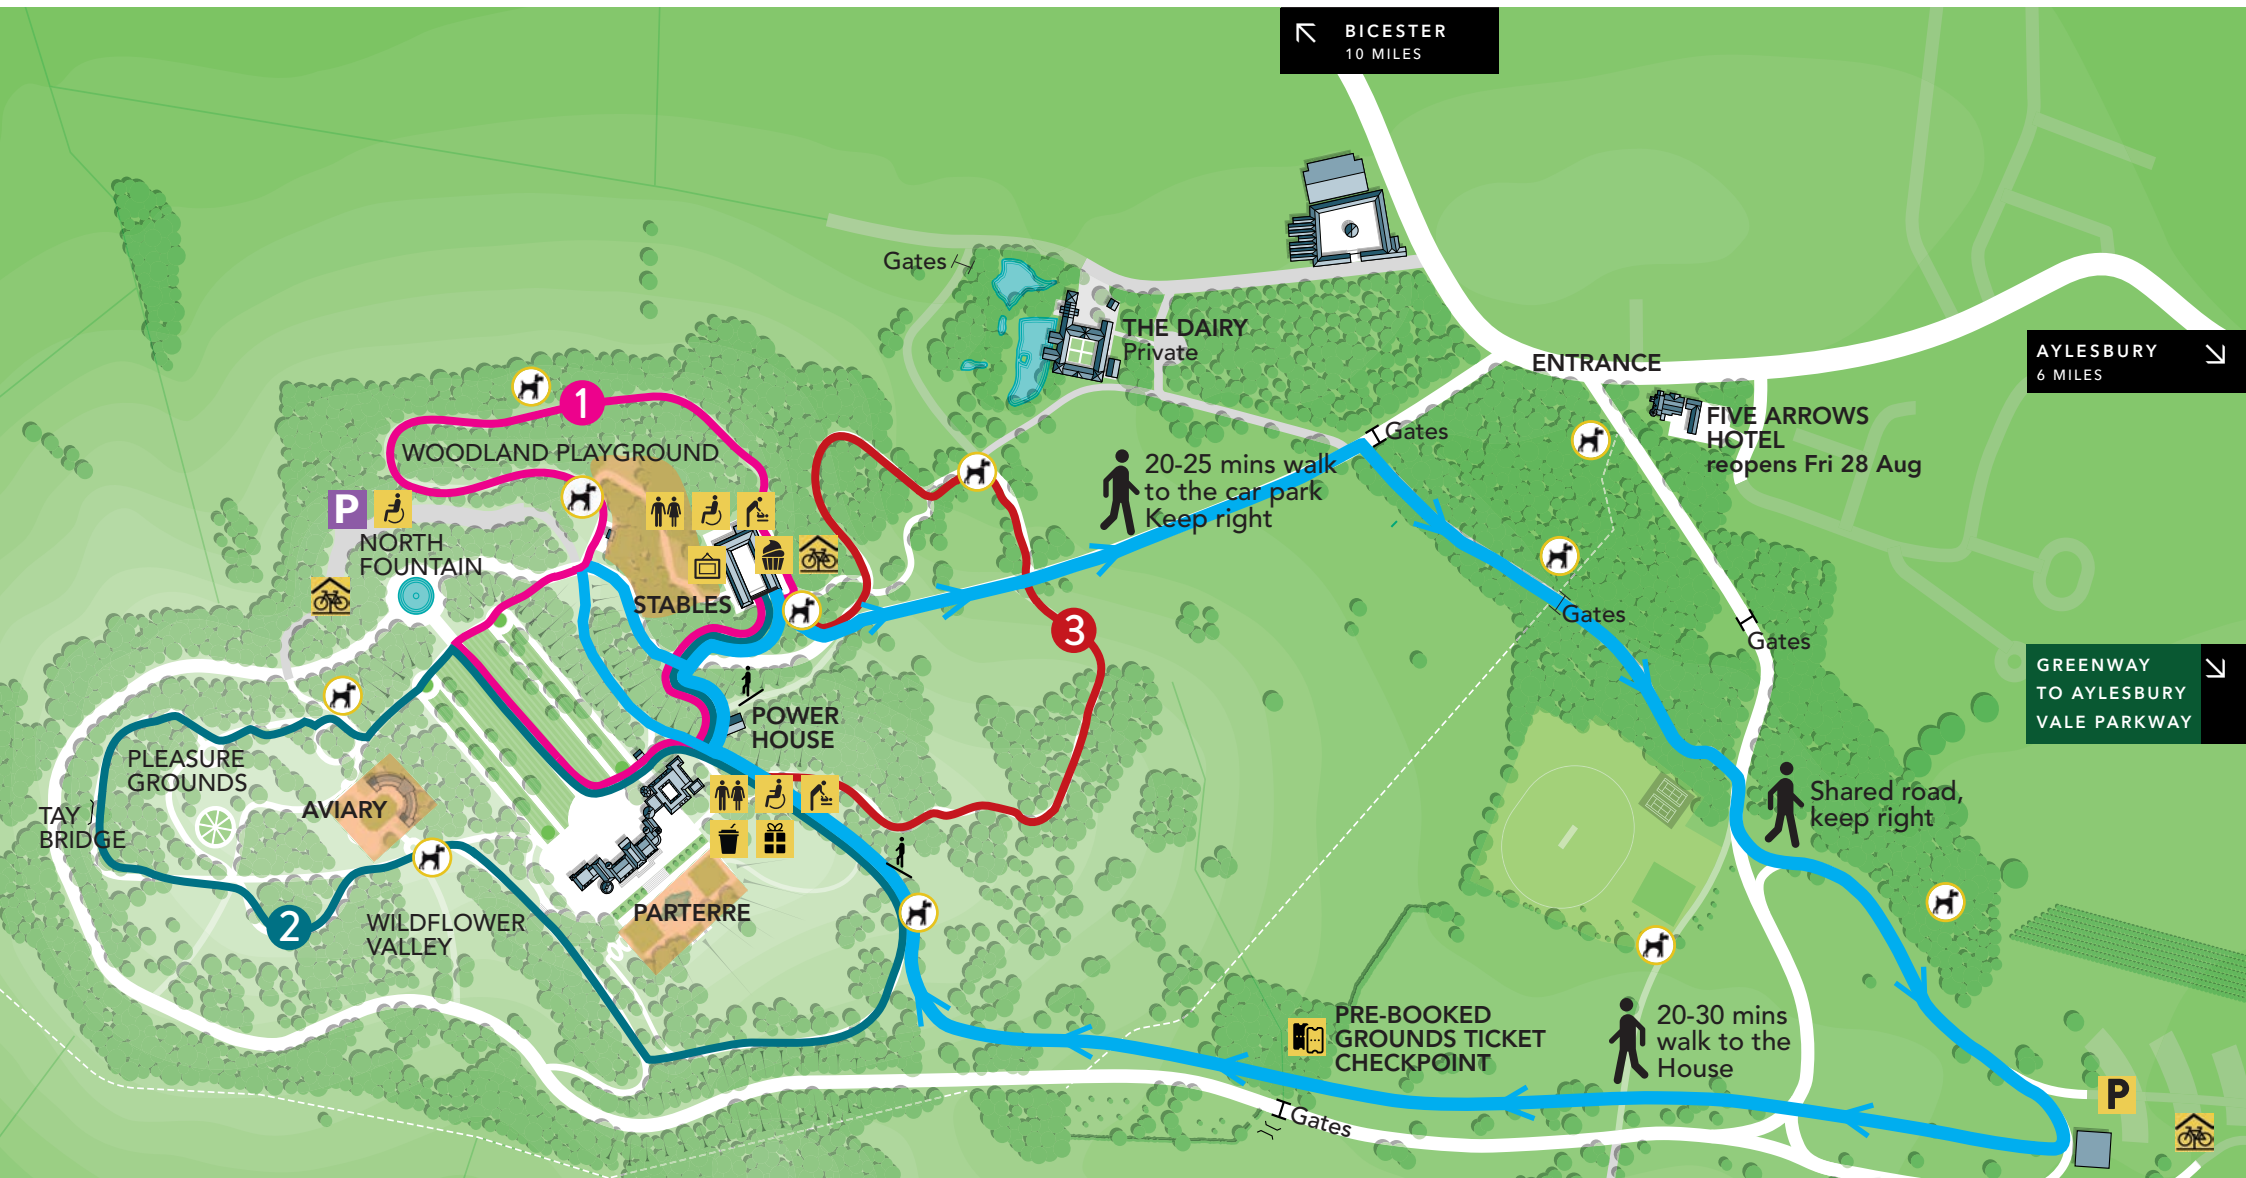 BICESTER
10 MILES
Gates
THE DAIRY
Private
ENTRANCE
AYLESBURY
6 MILES
1
FIVE ARROWS
HOTEL
reopens Fri 28 Aug
Gates
WOODLAND PLAYGROUND
20-25 mins walk
to the car park
Keep right
P
NORTH
FOUNTAIN
STABLES
Gates
3
Gates
GREENWAY
TO AYLESBURY
VALE PARKWAY
POWER
HOUSE
PLEASURE
GROUNDS
AVIARY
TAY
BRIDGE
Shared road,
keep right
2
WILDFLOWER
VALLEY
PARTERRE
PRE-BOOKED
GROUNDS TICKET
CHECKPOINT
20-30 mins
walk to the
House
P
Gates